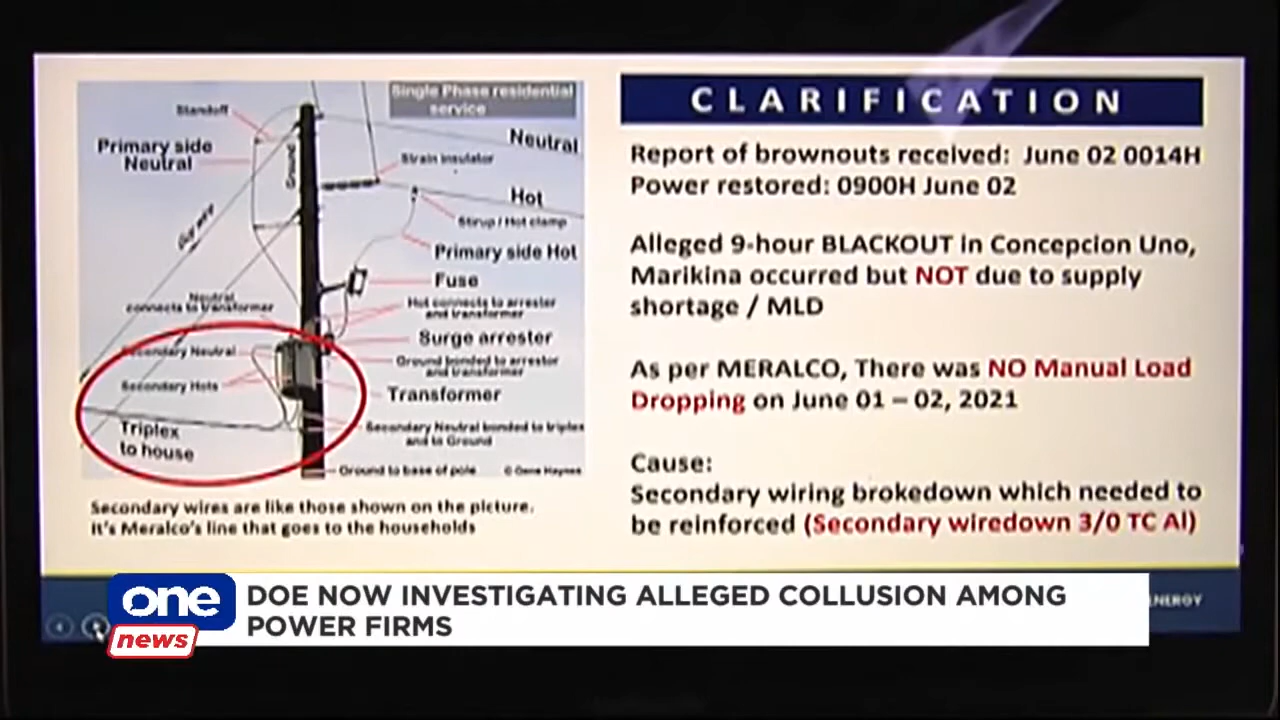 Single Phase residential
service
Standoff
Primary side
Neutral
Ground
Neutral
Strain insulator
Hot
Stirup / Hot clamp
Guy wire
Primary side Hot
Fuse
Neutral
connects to transformer
Hot connects to arrester
and transformer
Surge arrester
Secondary Neutral
Ground bonded to arrestor
and transformer
Secondary Hots
Transformer
Triplex
to house
Secondary Neutral bonded to triplex
and to Ground
Ground to base of pole
© Gene Haynes
Secondary wires are like those shown on the picture.
It's Meralco's line that goes to the households
CLARIFICATION
Report of brownouts received: June 02 0014H
Power restored: 0900H June 02
Alleged 9-hour BLACKOUT in Concepcion Uno,
Marikina occurred but NOT due to supply
shortage / MLD
As per MERALCO, There was NO Manual Load
Dropping on June 01 – 02, 2021
Cause:
Secondary wiring brokedown which needed to
be reinforced (Secondary wiredown 3/0 TC Al)
ENERGY
one
news
DOE NOW INVESTIGATING ALLEGED COLLUSION AMONG
POWER FIRMS